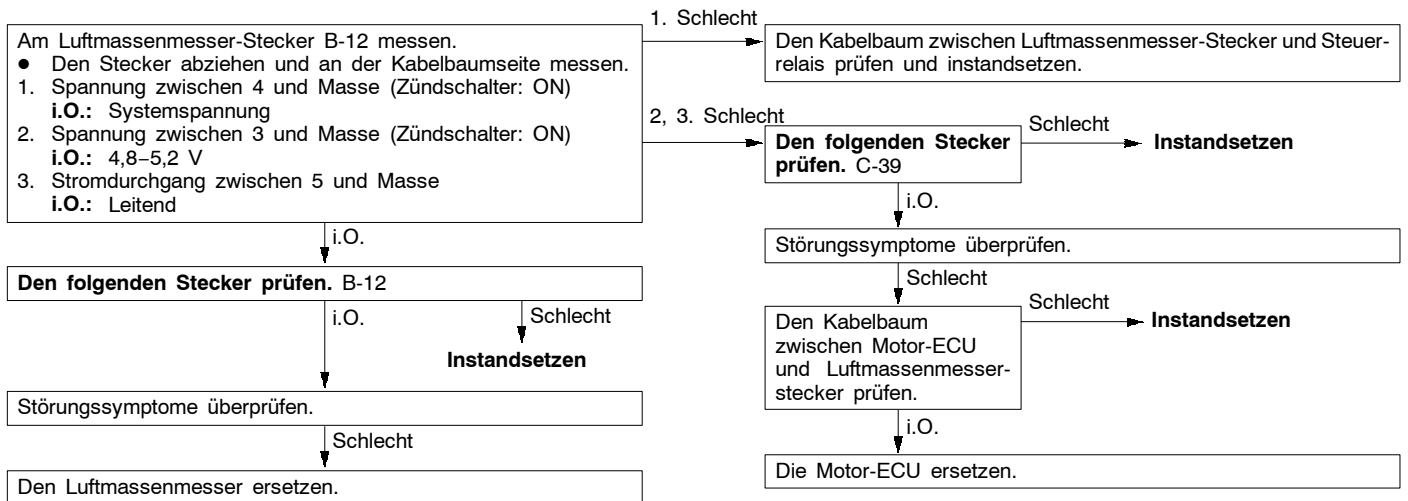 Am Luftmassenmesser-Stecker B-12 messen.
● Den Stecker abziehen und an der Kabelbaumseite messen.
1. Spannung zwischen 4 und Masse (Zündschalter: ON)
i.O.: Systemspannung
2. Spannung zwischen 3 und Masse (Zündschalter: ON)
i.O.: 4,8–5,2 V
3. Stromdurchgang zwischen 5 und Masse
i.O.: Leitend
1. Schlecht
Den Kabelbaum zwischen Luftmassenmesser-Stecker und Steuer-
relais prüfen und instandsetzen.
2, 3. Schlecht
Den folgenden Stecker
prüfen. C-39
Schlecht
Instandsetzen
i.O.
Störungssymptome überprüfen.
Schlecht
Den Kabelbaum
zwischen Motor-ECU
und Luftmassenmesser-
stecker prüfen.
Schlecht
Instandsetzen
i.O.
Die Motor-ECU ersetzen.
i.O.
Den folgenden Stecker prüfen. B-12
i.O.
Schlecht
Instandsetzen
Störungssymptome überprüfen.
Schlecht
Den Luftmassenmesser ersetzen.